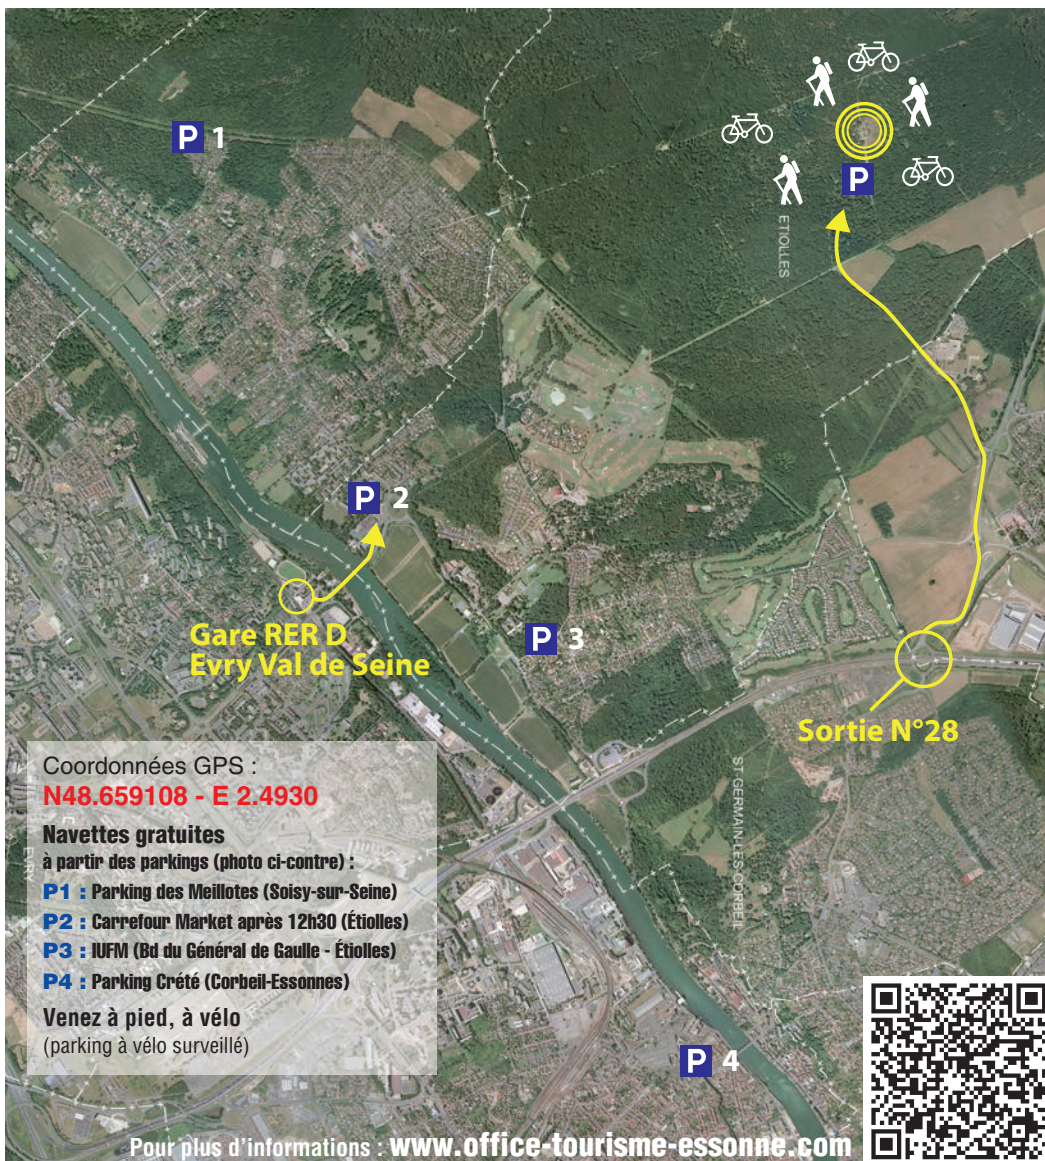 P 1
P
ETIOLLES
P 2
Gare RER D
Evry Val de Seine
P 3
Sortie N°28
ST GERMAIN-LES-CORBEIL
EVRY
Coordonnées GPS :
N48.659108 - E 2.4930
Navettes gratuites
à partir des parkings (photo ci-contre) :
P1 : Parking des Meillotes (Soisy-sur-Seine)
P2 : Carrefour Market après 12h30 (Étiolles)
P3 : IUFM (Bd du Général de Gaulle - Étiolles)
P4 : Parking Crété (Corbeil-Essonnes)
Venez à pied, à vélo
(parking à vélo surveillé)
P 4
Pour plus d'informations : www.office-tourisme-essonne.com